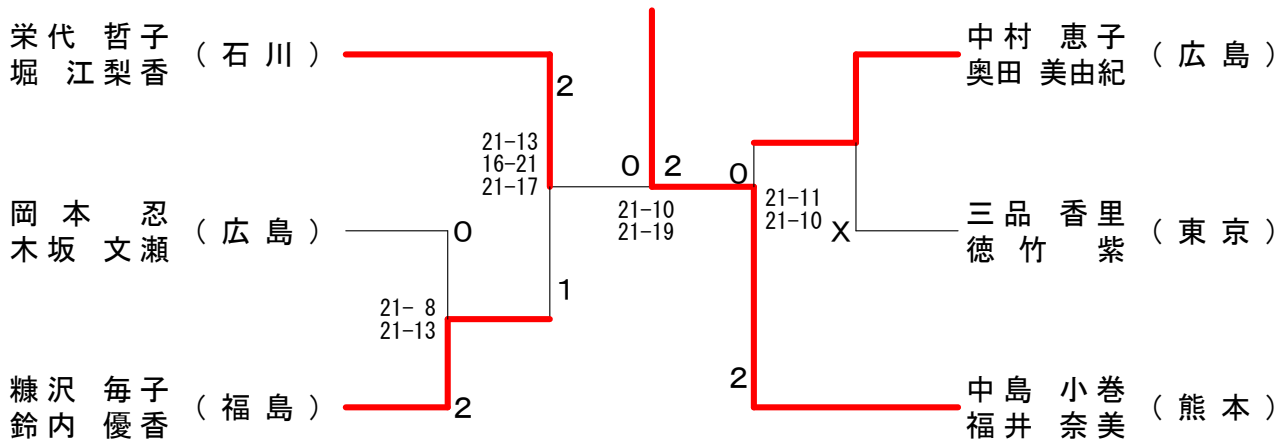 栄代 哲子
堀 江梨香
(石川)
2
21-13
16-21
21-17
岡本 忍
木坂 文瀬
(広島)
0
1
21- 8
21-13
糠沢 毎子
鈴内 優香
(福島)
2
0 2
21-10
21-19
中村 恵子
奥田 美由紀
(広島)
0
21-11
21-10
X
三品 香里
徳竹 紫
(東京)
2
中島 小巻
福井 奈美
(熊本)